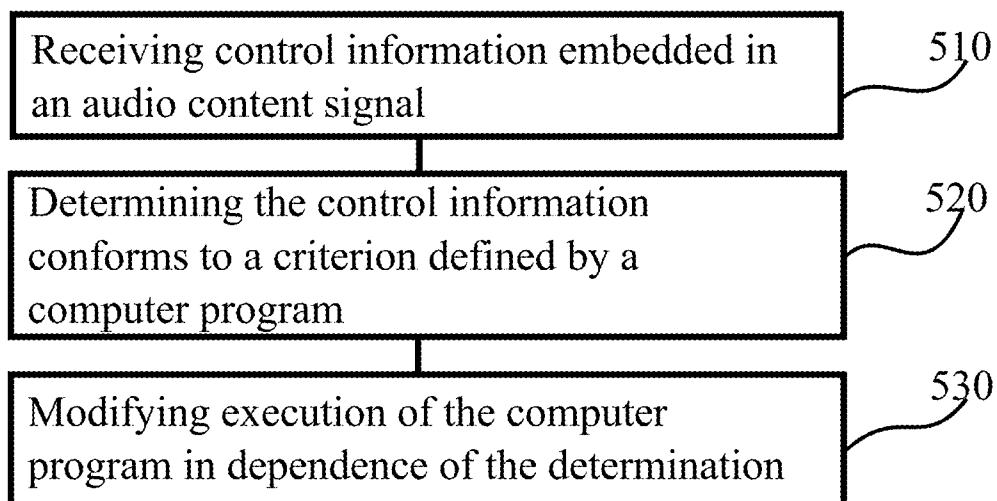 Receiving control information embedded in
an audio content signal
510
Determining the control information
conforms to a criterion defined by a
computer program
520
Modifying execution of the computer
program in dependence of the determination
530